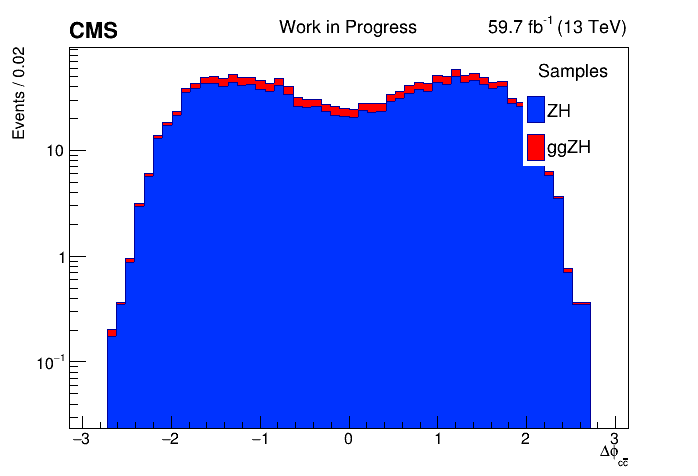 CMS Work in Progress 59.7 fb⁻¹ (13 TeV)
Events / 0.02
Samples
ZH
ggZH
10
1
10⁻¹
−3 −2 −1 0 1 2 3
Δϕ_cc̅